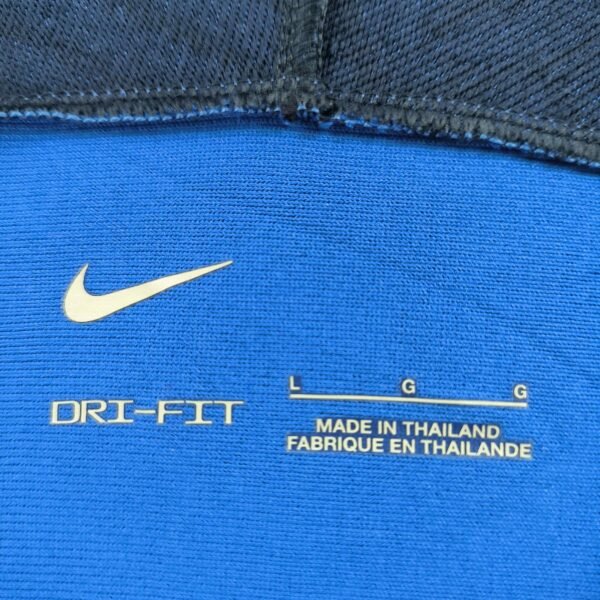 DRI-FIT
L G G
MADE IN THAILAND
FABRIQUE EN THAILANDE